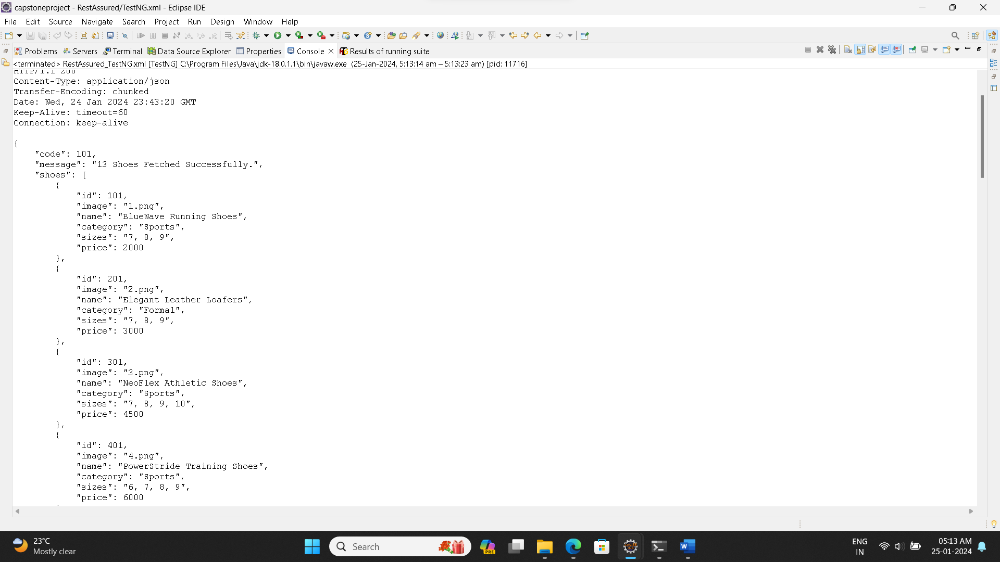 capstoneproject - RestAssured/TestNG.xml - Eclipse IDE
File Edit Source Navigate Search Project Run Design Window Help
Problems Servers Terminal Data Source Explorer Properties Console Results of running suite
<terminated> RestAssured_TestNG.xml [TestNG] C:\Program Files\Java\jdk-18.0.1.1\bin\javaw.exe (25-Jan-2024, 5:13:14 am – 5:13:23 am) [pid: 11716]
HTTP/1.1 200
Content-Type: application/json
Transfer-Encoding: chunked
Date: Wed, 24 Jan 2024 23:43:20 GMT
Keep-Alive: timeout=60
Connection: keep-alive
{
"code": 101,
"message": "13 Shoes Fetched Successfully.",
"shoes": [
{
"id": 101,
"image": "1.png",
"name": "BlueWave Running Shoes",
"category": "Sports",
"sizes": "7, 8, 9",
"price": 2000
},
{
"id": 201,
"image": "2.png",
"name": "Elegant Leather Loafers",
"category": "Formal",
"sizes": "7, 8, 9",
"price": 3000
},
{
"id": 301,
"image": "3.png",
"name": "NeoFlex Athletic Shoes",
"category": "Sports",
"sizes": "7, 8, 9, 10",
"price": 4500
},
{
"id": 401,
"image": "4.png",
"name": "PowerStride Training Shoes",
"category": "Sports",
"sizes": "6, 7, 8, 9",
"price": 6000
23°C
Mostly clear
Search
PRE
ENG
IN
05:13 AM
25-01-2024